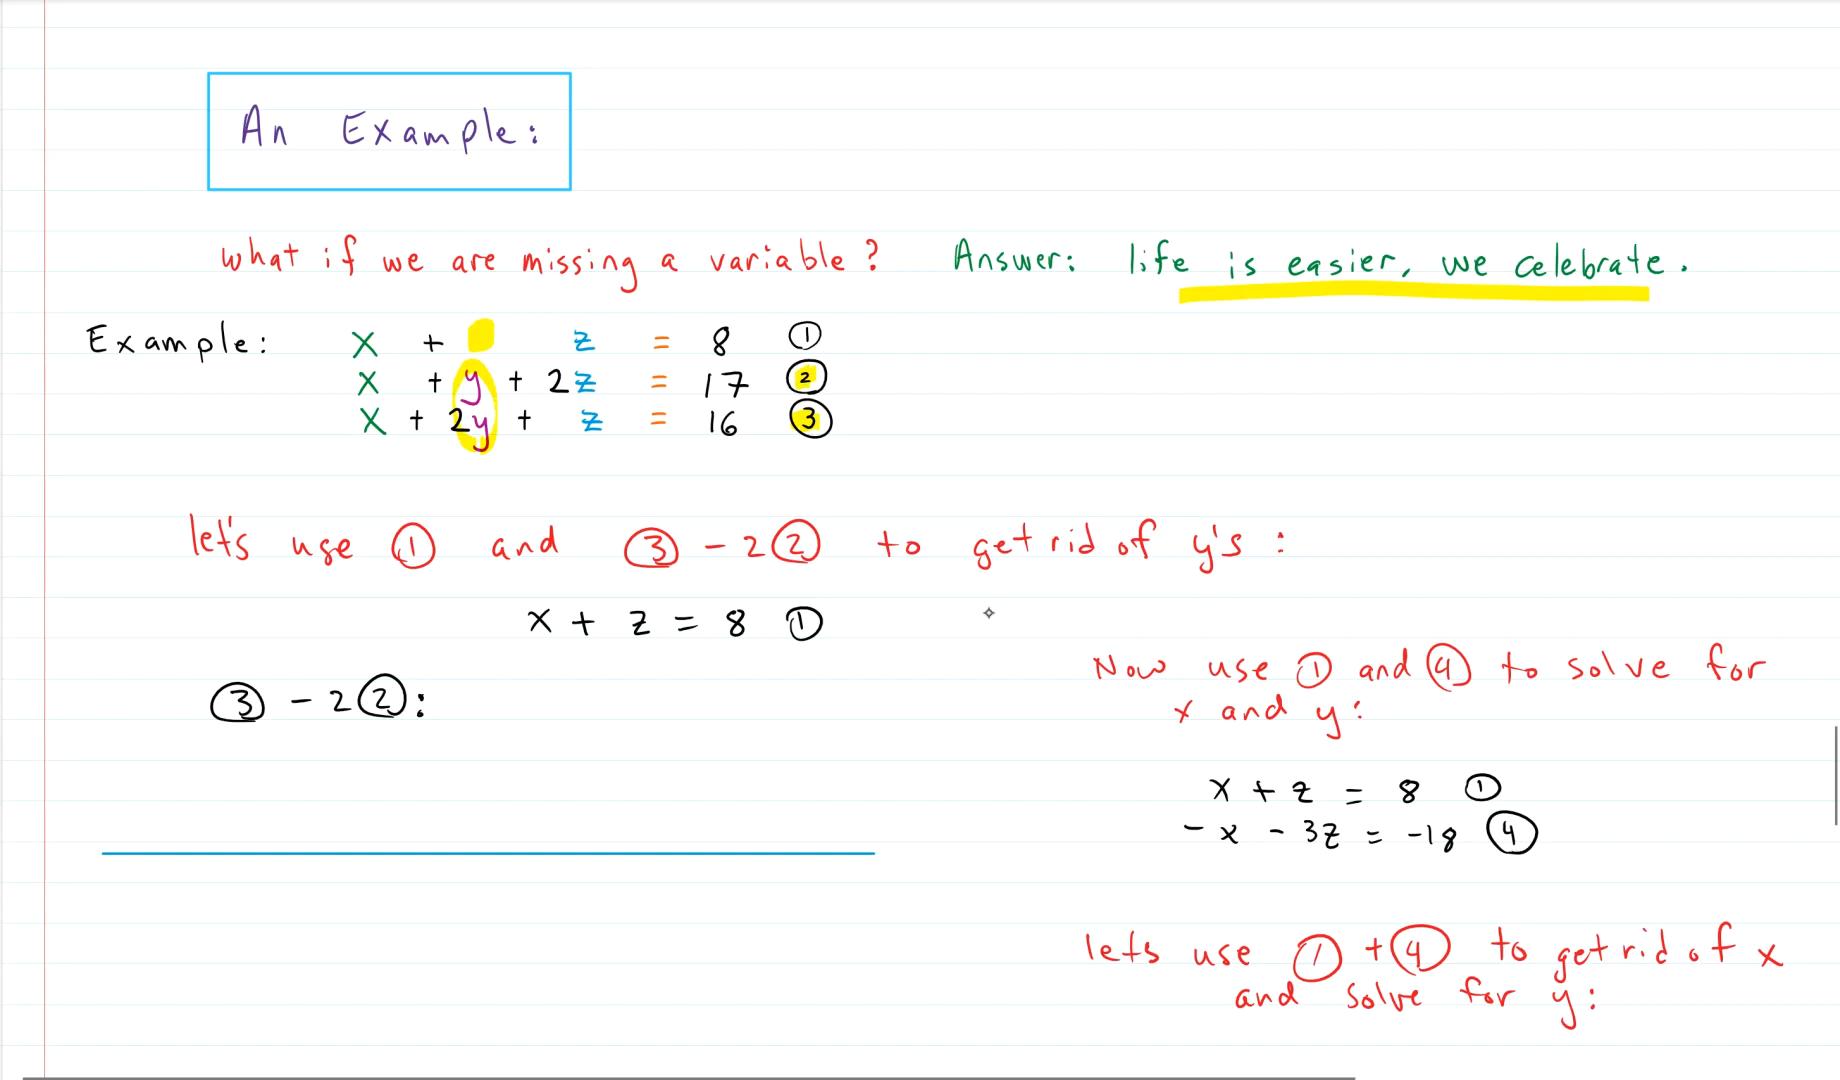 An Example:
what if we are missing a variable? Answer: life is easier, we celebrate.
Example: x + z = 8 ①
x + y + 2z = 17 ②
x + 2y + z = 16 ③
let's use ① and ③ - 2② to get rid of y's :
x + z = 8 ①
③ - 2②:
Now use ① and ④ to solve for
x and y:
x + z = 8 ①
- x - 3z = -18 ④
lets use ① + ④ to get rid of x
and solve for y: